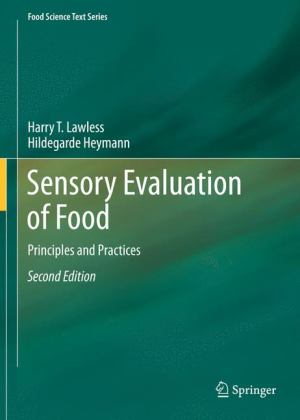 Food Science Text Series
Harry T. Lawless
Hildegarde Heymann
Sensory Evaluation
of Food
Principles and Practices
Second Edition
Springer